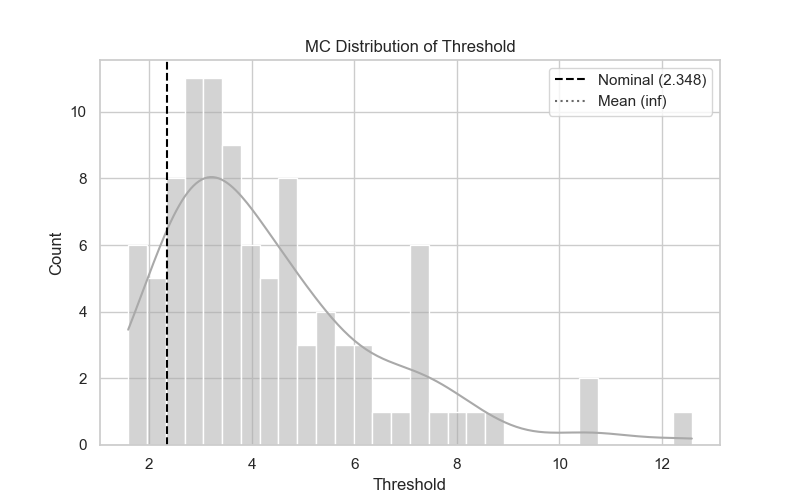 MC Distribution of Threshold
Nominal (2.348)
Mean (inf)
10
8
6
4
2
0
Count
2 4 6 8 10 12
Threshold